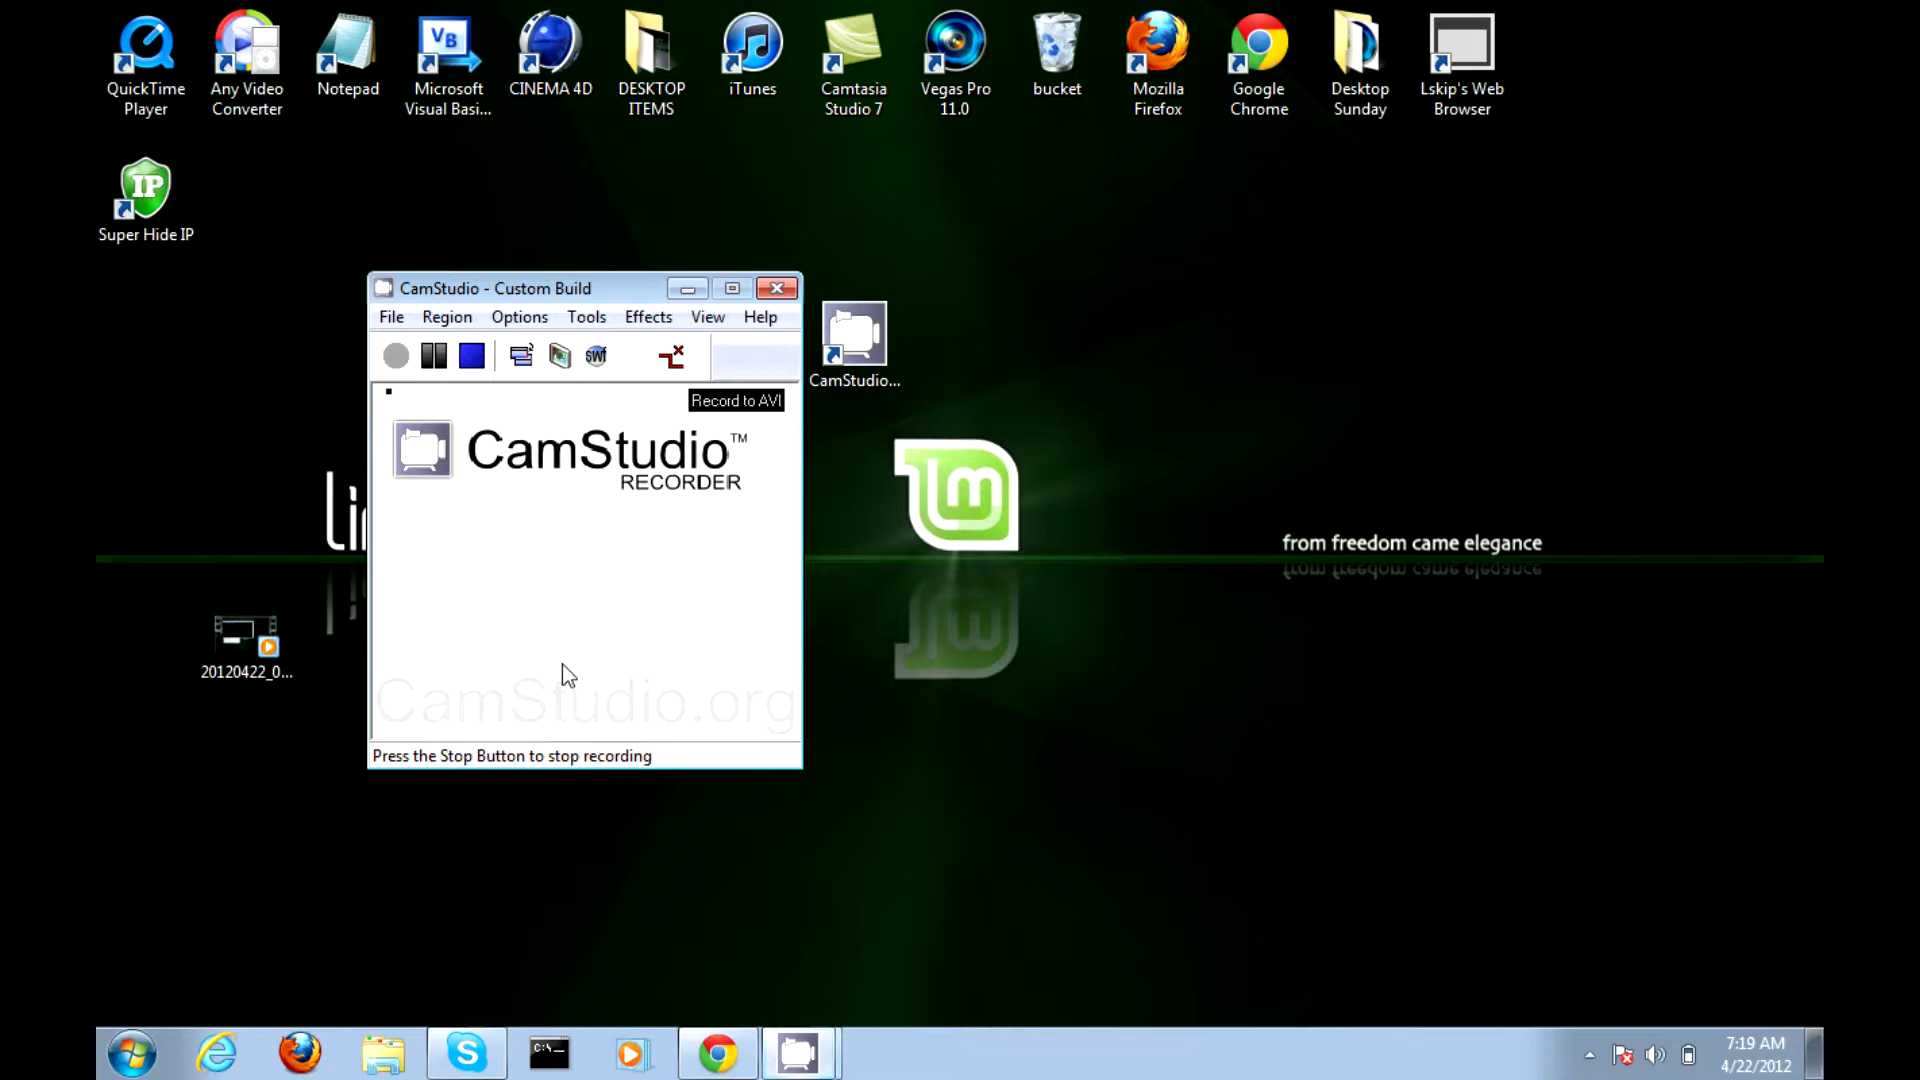 QuickTime Player
Any Video Converter
Notepad
VB
Microsoft Visual Basi...
CINEMA 4D
DESKTOP ITEMS
iTunes
Camtasia Studio 7
Vegas Pro 11.0
bucket
Mozilla Firefox
Google Chrome
Desktop Sunday
Lskip's Web Browser
IP
Super Hide IP
CamStudio - Custom Build
File Region Options Tools Effects View Help
swf
Record to AVI
CamStudio™
RECORDER
CamStudio.org
Press the Stop Button to stop recording
CamStudio...
lm
from freedom came elegance
20120422_0...
C:\
7:19 AM
4/22/2012